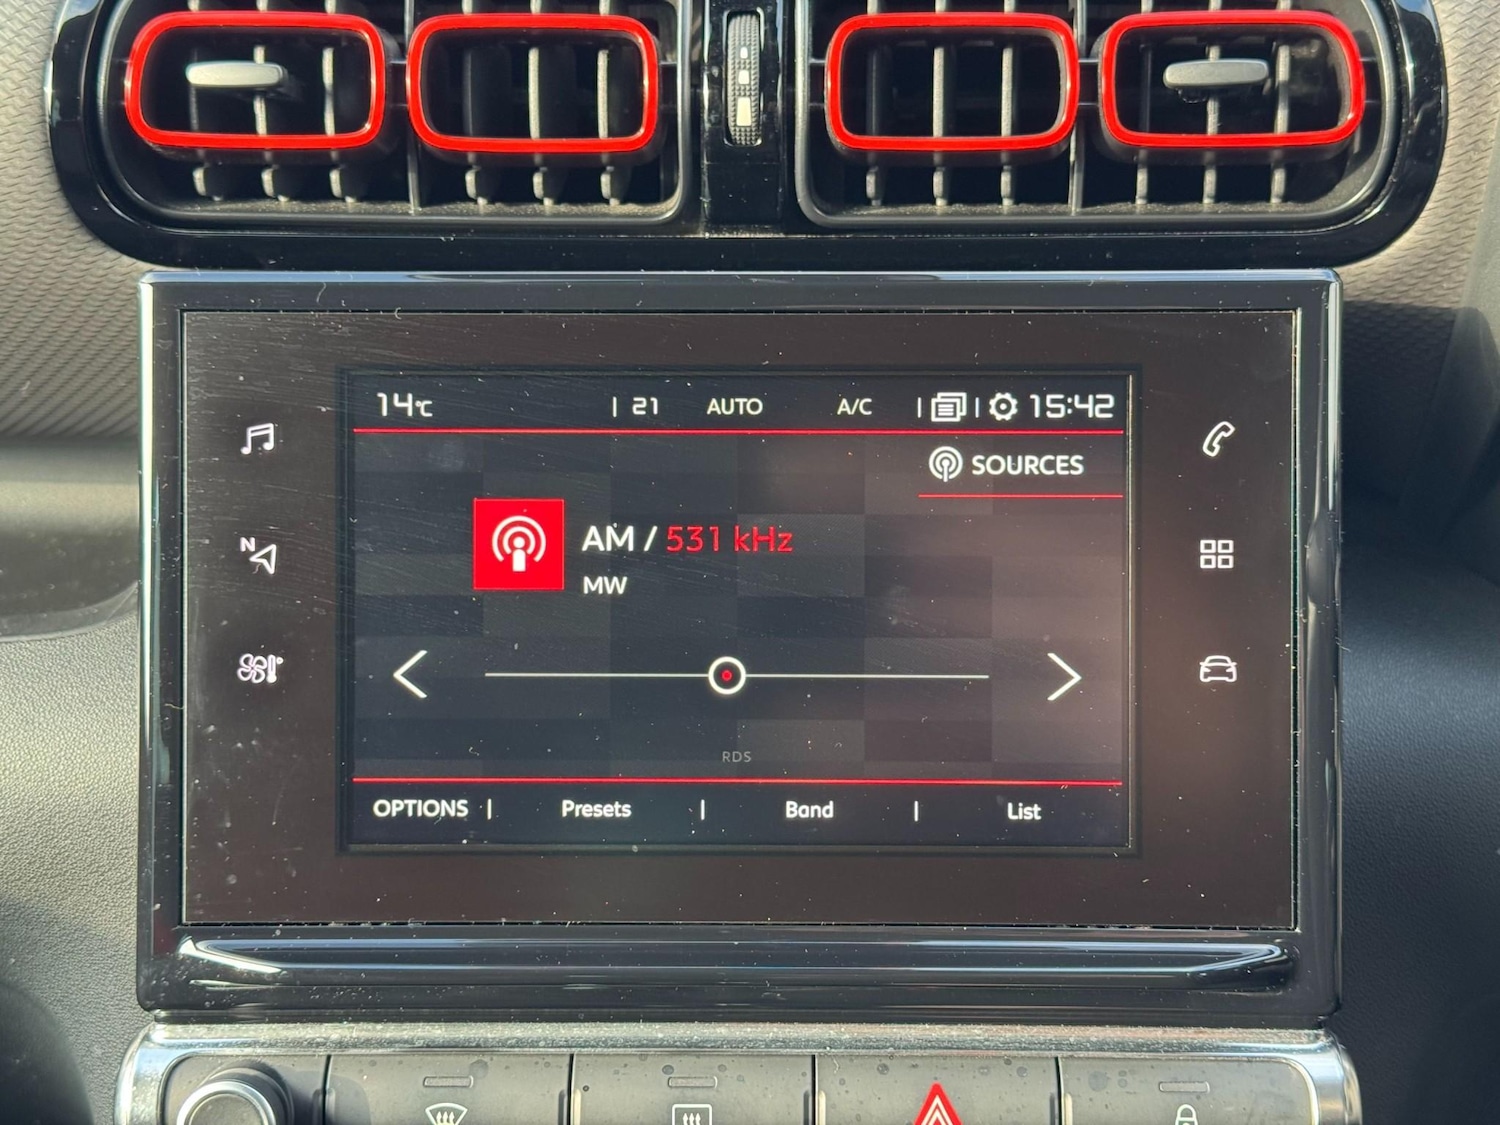 14°C | 21 AUTO A/C | | 15:42
SOURCES
AM / 531 kHz
MW
N
RDS
OPTIONS | Presets | Band | List